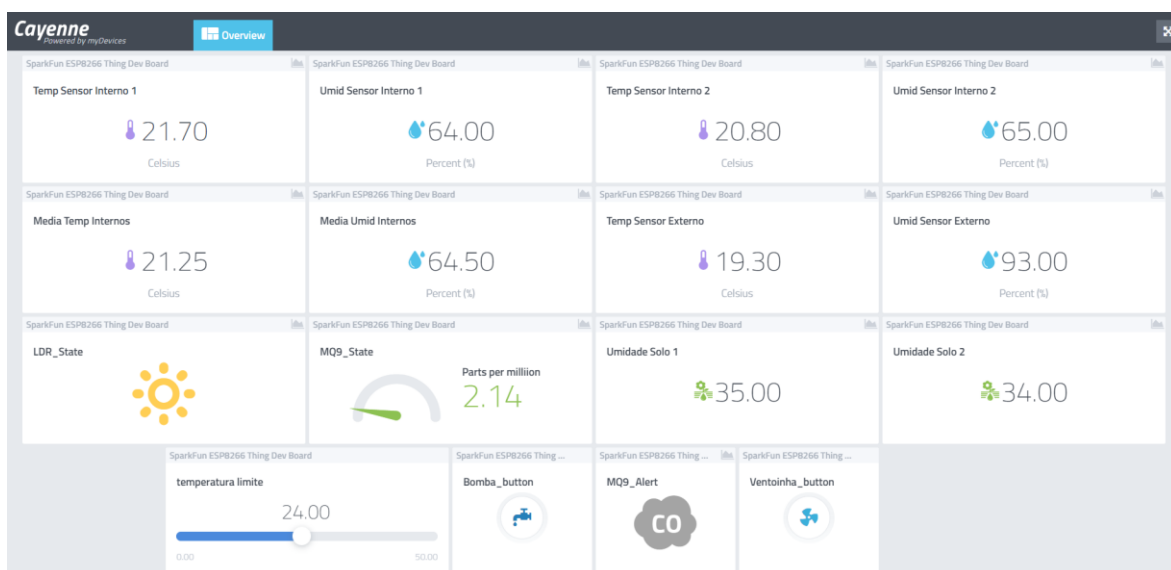 Cayenne
Powered by myDevices
Overview
SparkFun ESP8266 Thing Dev Board
Temp Sensor Interno 1
21.70
Celsius
SparkFun ESP8266 Thing Dev Board
Umid Sensor Interno 1
64.00
Percent (%)
SparkFun ESP8266 Thing Dev Board
Temp Sensor Interno 2
20.80
Celsius
SparkFun ESP8266 Thing Dev Board
Umid Sensor Interno 2
65.00
Percent (%)
SparkFun ESP8266 Thing Dev Board
Media Temp Internos
21.25
Celsius
SparkFun ESP8266 Thing Dev Board
Media Umid Internos
64.50
Percent (%)
SparkFun ESP8266 Thing Dev Board
Temp Sensor Externo
19.30
Celsius
SparkFun ESP8266 Thing Dev Board
Umid Sensor Externo
93.00
Percent (%)
SparkFun ESP8266 Thing Dev Board
LDR_State
SparkFun ESP8266 Thing Dev Board
MQ9_State
Parts per milliion
2.14
SparkFun ESP8266 Thing Dev Board
Umidade Solo 1
35.00
SparkFun ESP8266 Thing Dev Board
Umidade Solo 2
34.00
SparkFun ESP8266 Thing Dev Board
temperatura limite
24.00
0.00
50.00
SparkFun ESP8266 Thing ...
Bomba_button
SparkFun ESP8266 Thing ...
MQ9_Alert
CO
SparkFun ESP8266 Thing ...
Ventoinha_button